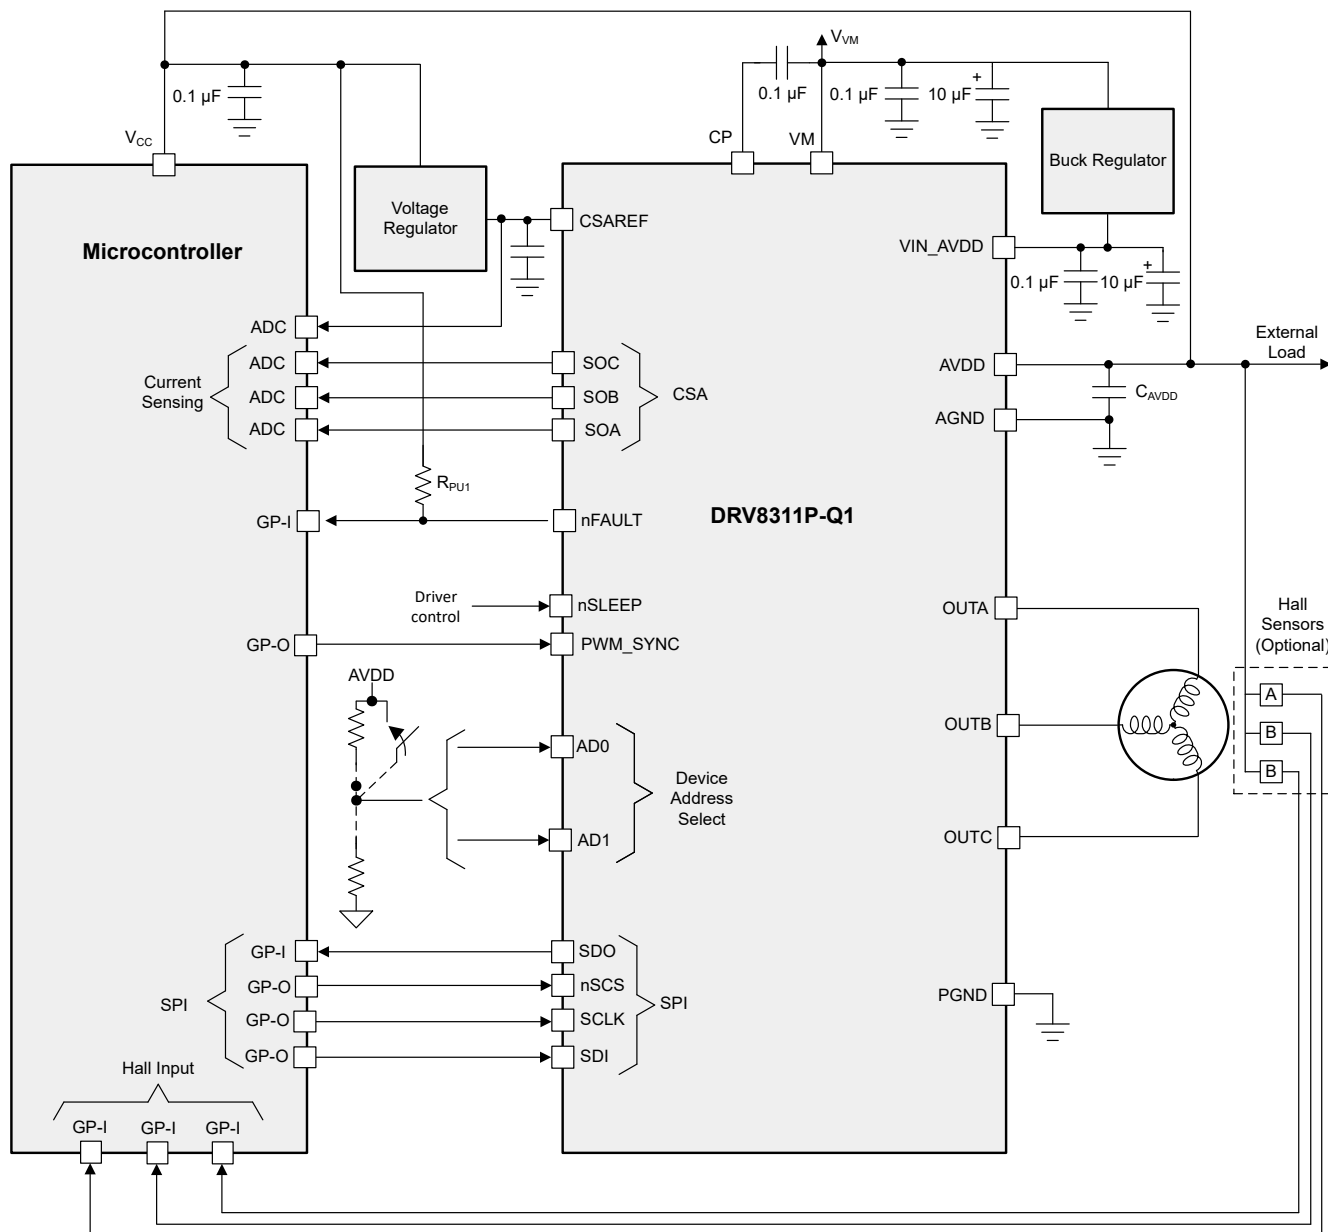 V_VM
0.1 µF
0.1 µF
0.1 µF
10 µF
+
V_CC
CP
VM
Buck Regulator
Voltage
Regulator
CSAREF
Microcontroller
VIN_AVDD
0.1 µF
10 µF
+
ADC
External
Load
ADC
SOC
AVDD
Current
Sensing
ADC
SOB
CSA
C_AVDD
ADC
SOA
AGND
R_PU1
GP-I
nFAULT
DRV8311P-Q1
Driver
control
nSLEEP
OUTA
Hall
Sensors
(Optional)
GP-O
PWM_SYNC
AVDD
A
OUTB
B
AD0
B
Device
Address
Select
AD1
OUTC
GP-I
SDO
GP-O
nSCS
PGND
SPI
SPI
GP-O
SCLK
GP-O
SDI
Hall Input
GP-I
GP-I
GP-I